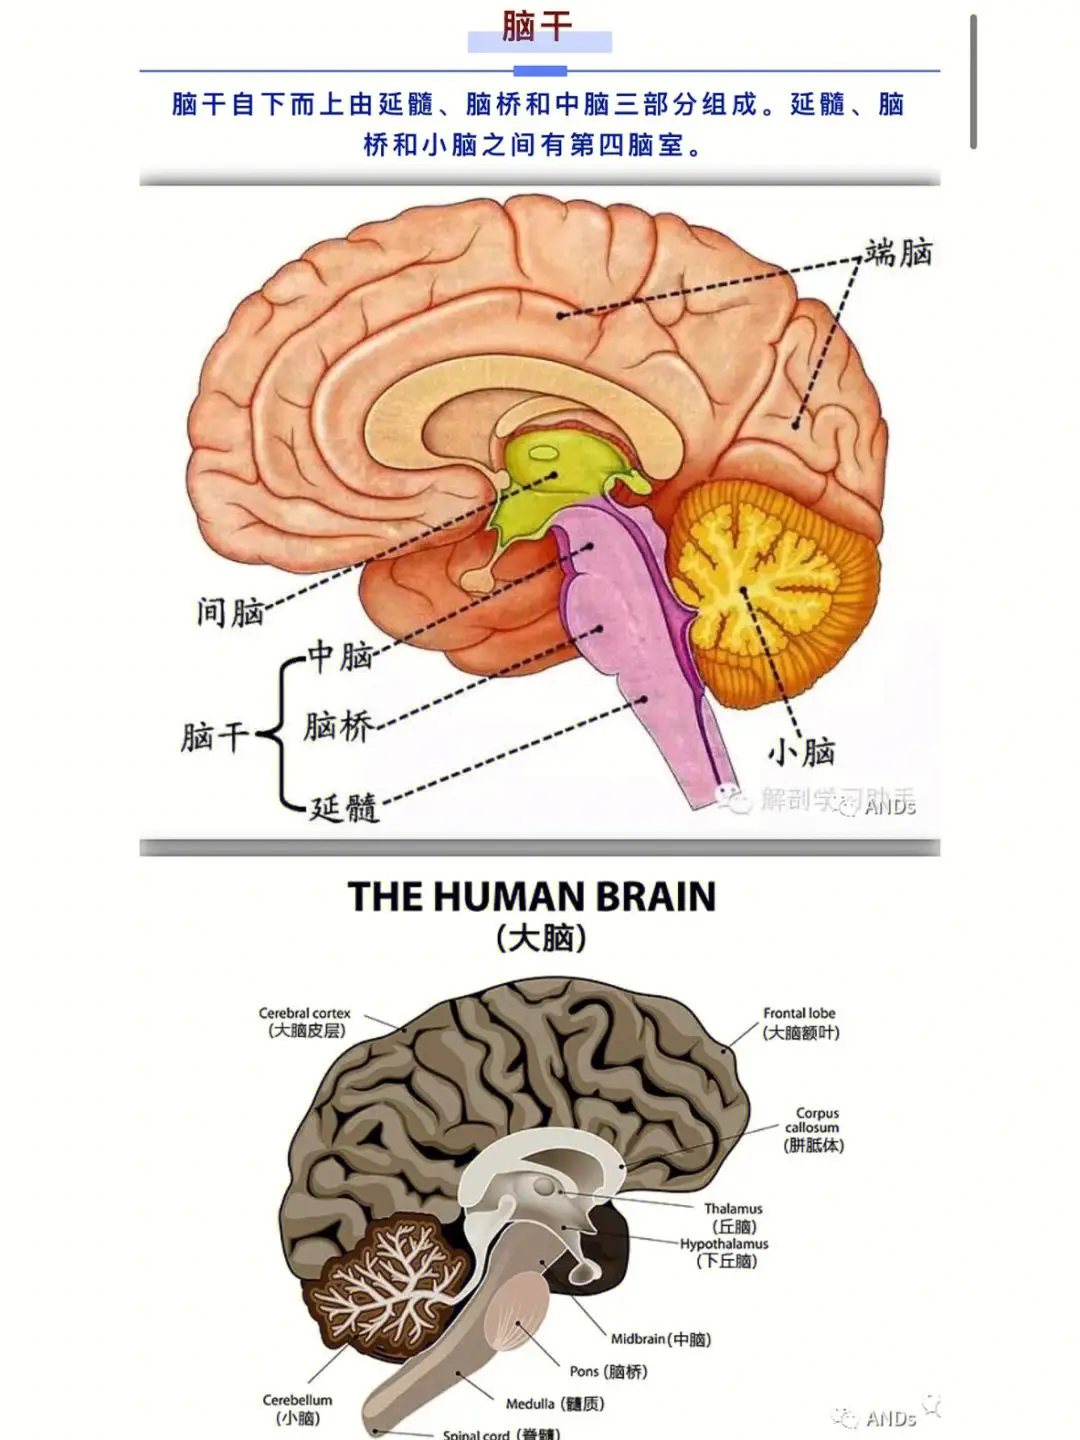 脑干
脑干自下而上由延髓、脑桥和中脑三部分组成。延髓、脑
桥和小脑之间有第四脑室。
端脑
间脑
中脑
脑干
脑桥
小脑
延髓
解剖学习助手
ANDs
THE HUMAN BRAIN
(大脑)
Cerebral cortex
(大脑皮层)
Frontal lobe
(大脑额叶)
Corpus
callosum
(胼胝体)
Thalamus
(丘脑)
Hypothalamus
(下丘脑)
Midbrain(中脑)
Pons (脑桥)
Medulla (髓质)
Cerebellum
(小脑)
Spinal cord (脊髓)
ANDs